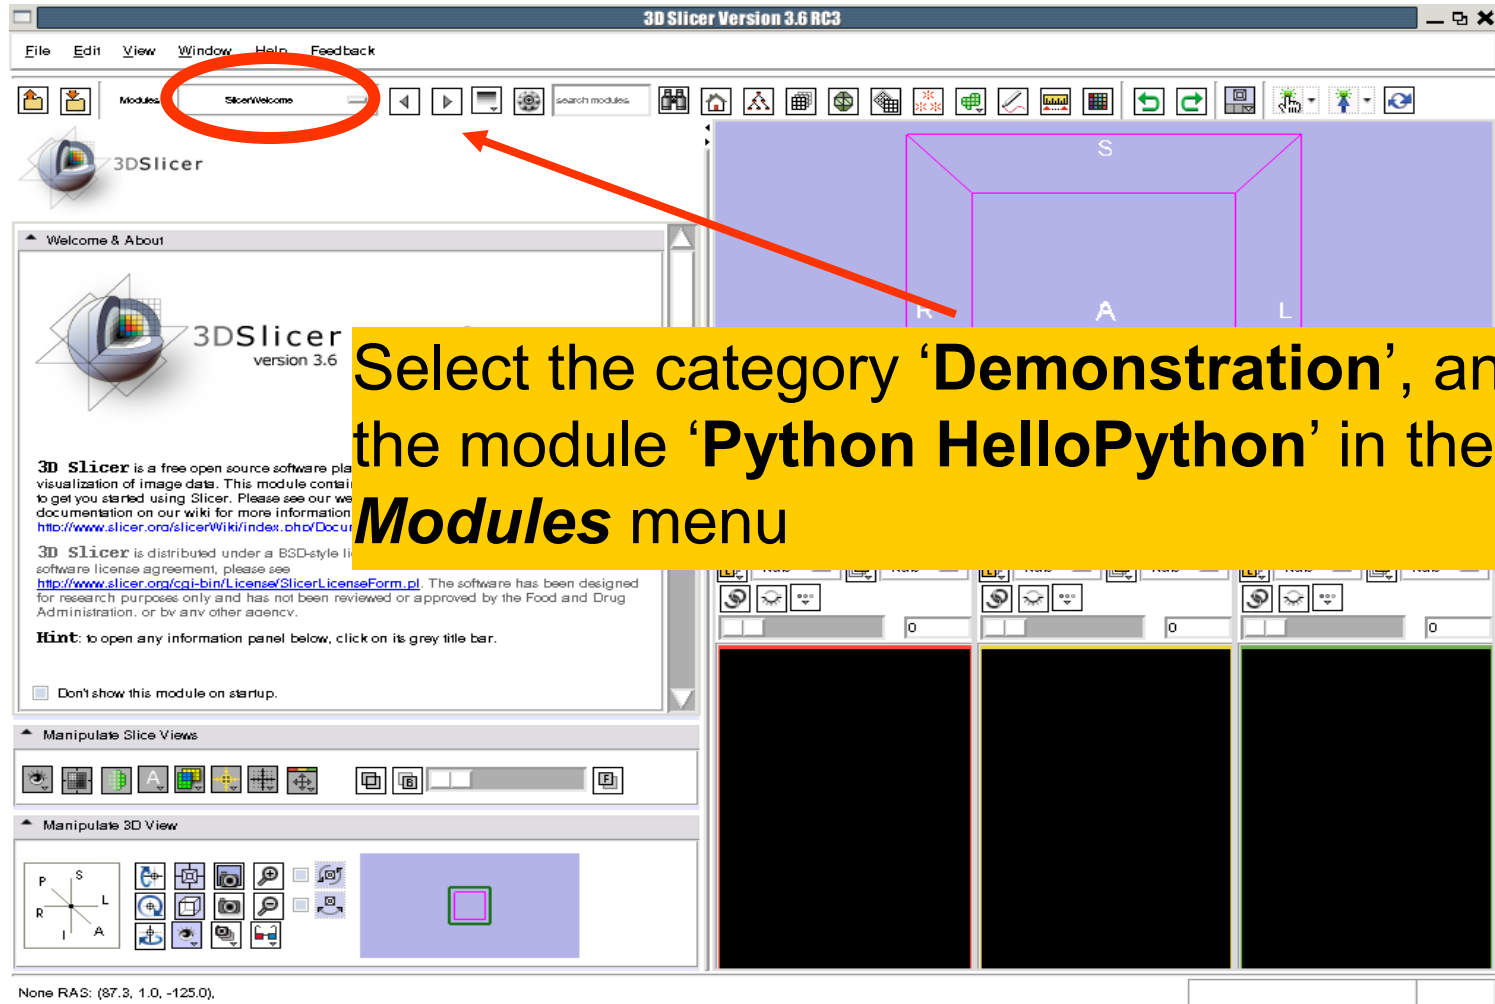 3D Slicer Version 3.6 RC3
File Edit View Window Help Feedback
Modules SlicerWelcome search modules
3DSlicer
Welcome & About
3DSlicer
version 3.6
Select the category ‘Demonstration’, an
the module ‘Python HelloPython’ in the
Modules menu
3D Slicer is a free open source software pla
visualization of image data. This module contai
to get you started using Slicer. Please see our we
documentation on our wiki for more information
http://www.slicer.org/slicerWiki/index.php/Docu
3D Slicer is distributed under a BSD-style li
software license agreement, please see
http://www.slicer.org/cgi-bin/License/SlicerLicenseForm.pl. The software has been designed
for research purposes only and has not been reviewed or approved by the Food and Drug
Administration, or by any other agency.
Hint: to open any information panel below, click on its grey title bar.
Don't show this module on startup.
Manipulate Slice Views
A B F
Manipulate 3D View
P S
R L
I A
S
R A L
0 0 0
None RAS: (87.3, 1.0, -125.0),